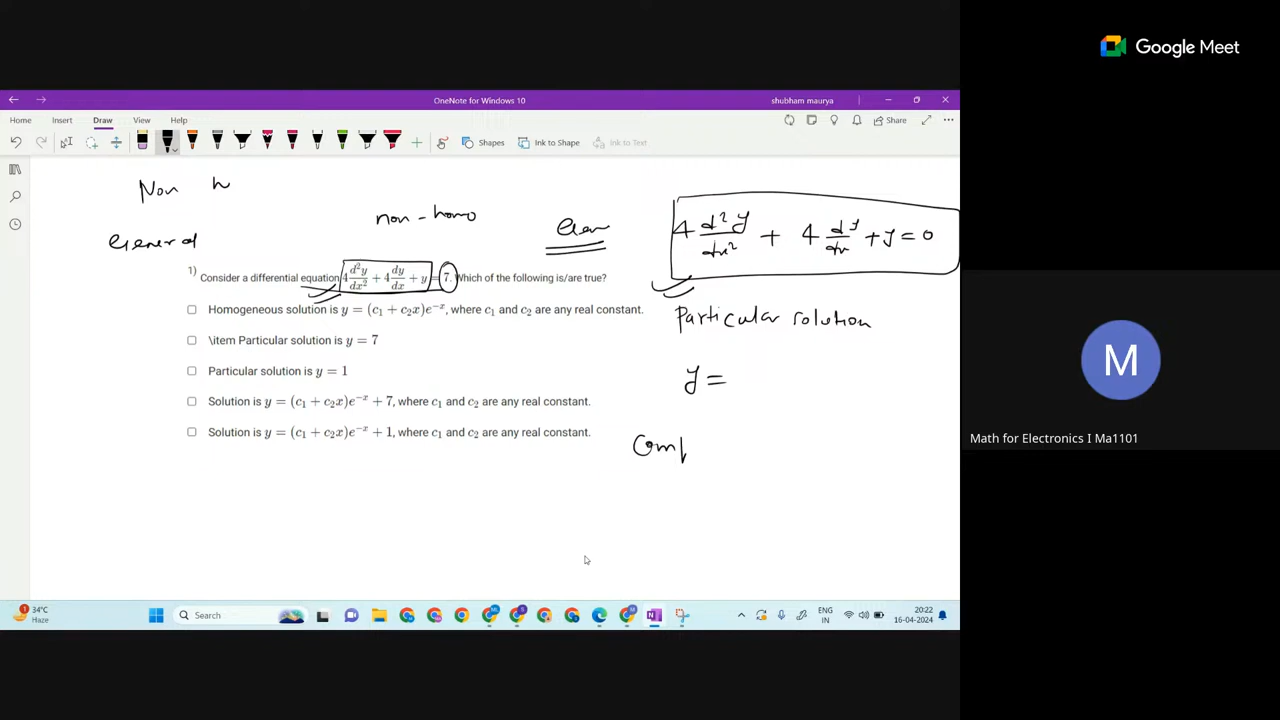 Google Meet
OneNote for Windows 10
shubham maurya
Home Insert Draw View Help
Share
Shapes
Ink to Shape
Ink to Text
Non h
non - homo
Gen
4 d²y/dx² + 4 dy/dx + y = 0
General
1) Consider a differential equation 4 d²y/dx² + 4 dy/dx + y = 7. Which of the following is/are true?
Homogeneous solution is y = (c₁ + c₂x)e⁻ˣ, where c₁ and c₂ are any real constant.
Particular solution
\item Particular solution is y = 7
Particular solution is y = 1
y =
Solution is y = (c₁ + c₂x)e⁻ˣ + 7, where c₁ and c₂ are any real constant.
Solution is y = (c₁ + c₂x)e⁻ˣ + 1, where c₁ and c₂ are any real constant.
Comp
M
Math for Electronics I Ma1101
1
34°C
Haze
Search
ENG
IN
20:22
16-04-2024